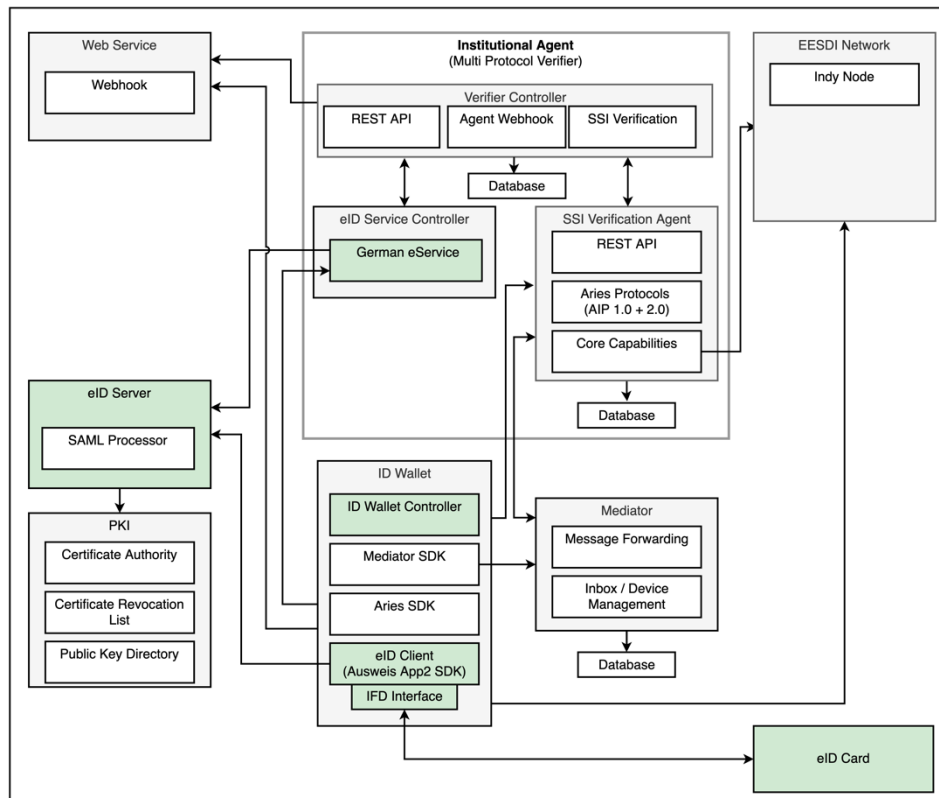 Web Service
Webhook
Institutional Agent
(Multi Protocol Verifier)
Verifier Controller
REST API
Agent Webhook
SSI Verification
Database
EESDI Network
Indy Node
eID Service Controller
German eService
SSI Verification Agent
REST API
Aries Protocols
(AIP 1.0 + 2.0)
Core Capabilities
Database
eID Server
SAML Processor
PKI
Certificate Authority
Certificate Revocation
List
Public Key Directory
ID Wallet
ID Wallet Controller
Mediator SDK
Aries SDK
eID Client
(Ausweis App2 SDK)
IFD Interface
Mediator
Message Forwarding
Inbox / Device
Management
Database
eID Card